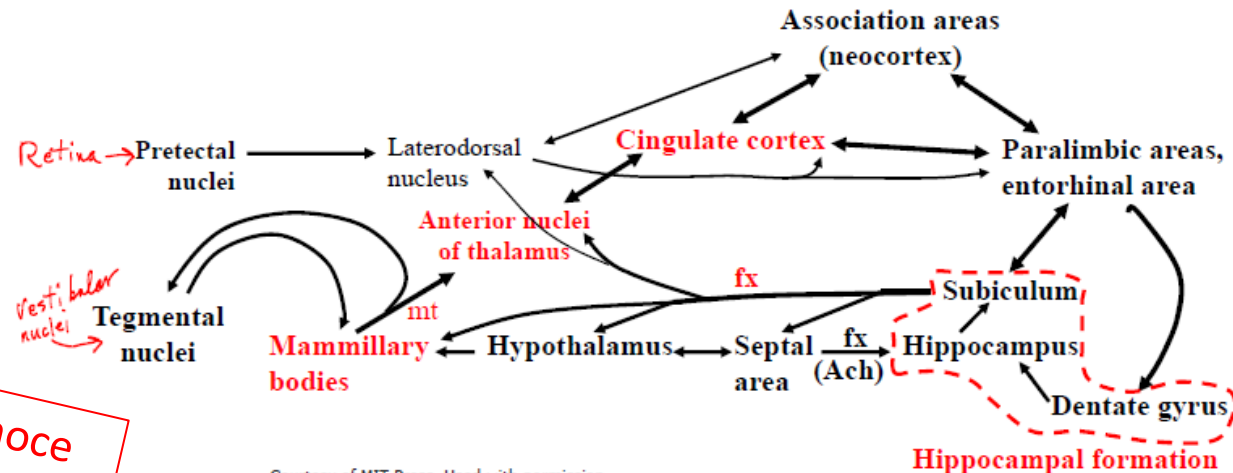 Association areas
(neocortex)
Retina → Pretectal
nuclei
Laterodorsal
nucleus
Cingulate cortex
Paralimbic areas,
entorhinal area
Anterior nuclei
of thalamus
fx
Subiculum
vestibular
nuclei
Tegmental
nuclei
mt
Mammillary
bodies
Hypothalamus
Septal
area
fx
(Ach)
Hippocampus
Dentate gyrus
Hippocampal formation